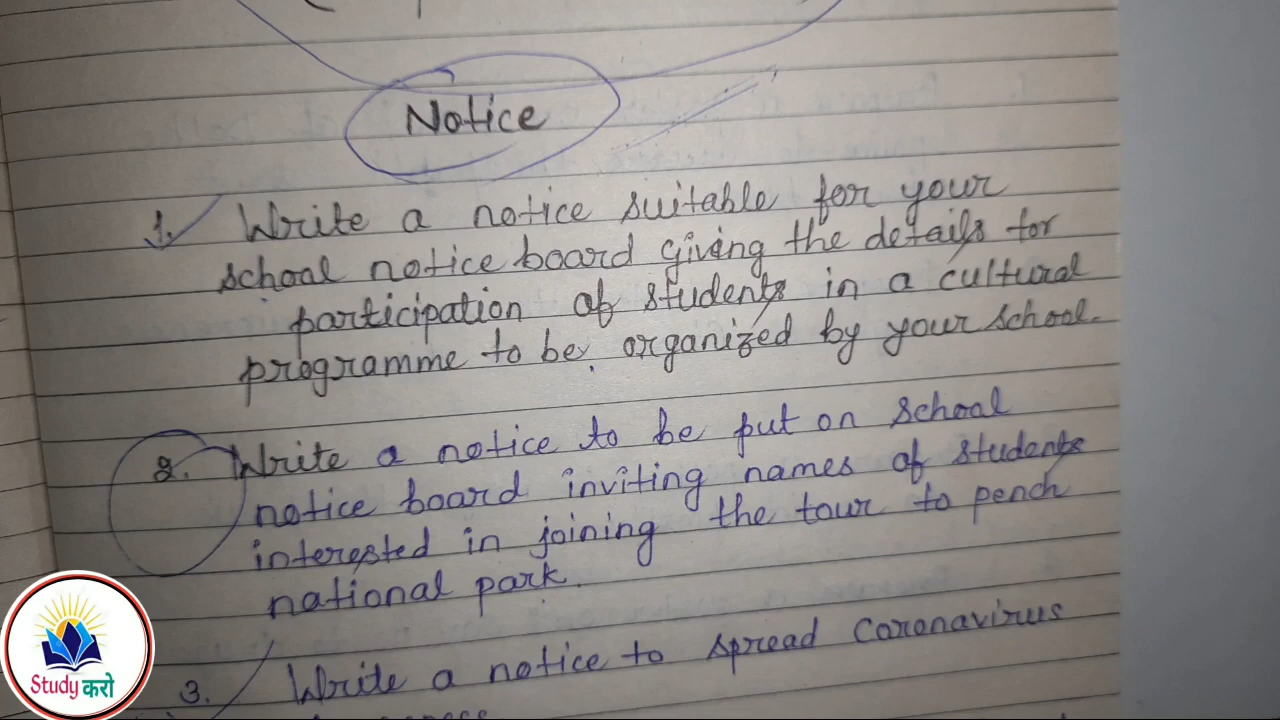 Notice
1. Write a notice suitable for your
school notice board giving the details for
participation of students in a cultural
programme to be organized by your school.
2. Write a notice to be put on school
notice board inviting names of students
interested in joining the tour to pench
national park.
3. Write a notice to spread Coronavirus
Study करो